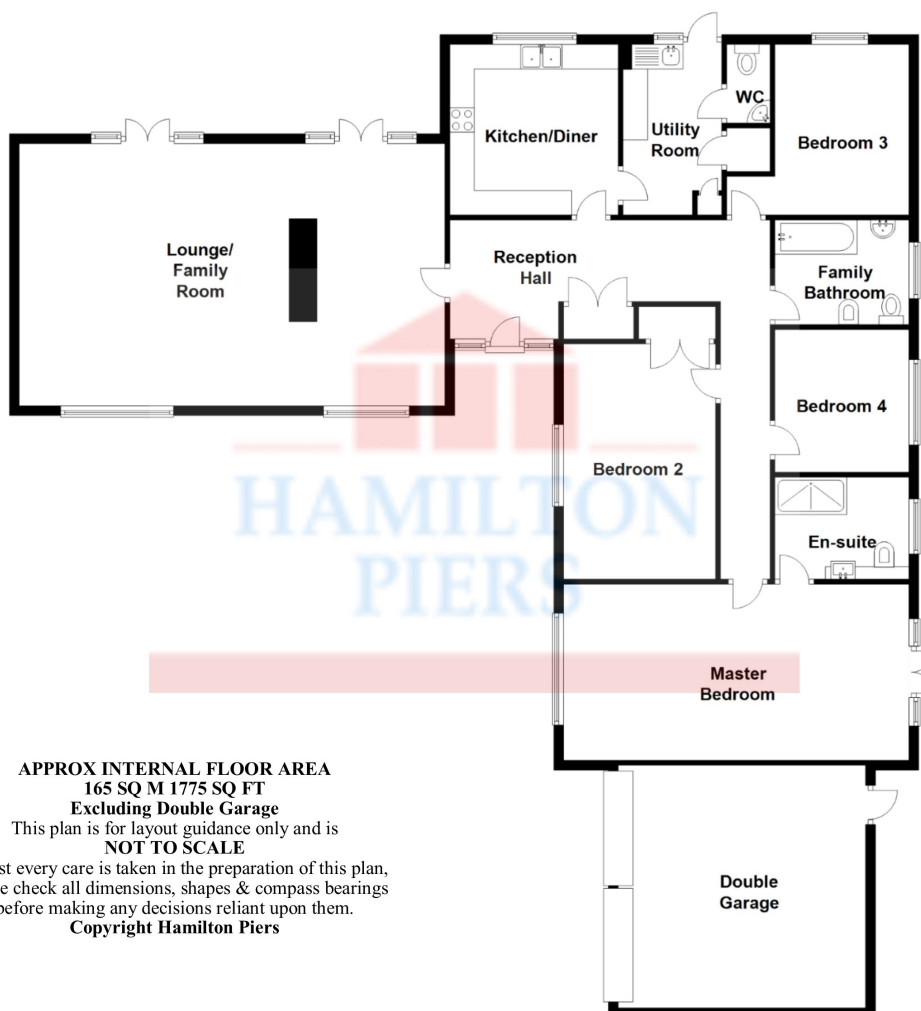 Kitchen/Diner
Utility
Room
WC
Bedroom 3
Lounge/
Family
Room
Reception
Hall
Family
Bathroom
Bedroom 4
Bedroom 2
En-suite
HAMILTON
PIERS
Master
Bedroom
Double
Garage
APPROX INTERNAL FLOOR AREA
165 SQ M 1775 SQ FT
Excluding Double Garage
This plan is for layout guidance only and is
NOT TO SCALE
st every care is taken in the preparation of this plan,
e check all dimensions, shapes & compass bearings
before making any decisions reliant upon them.
Copyright Hamilton Piers